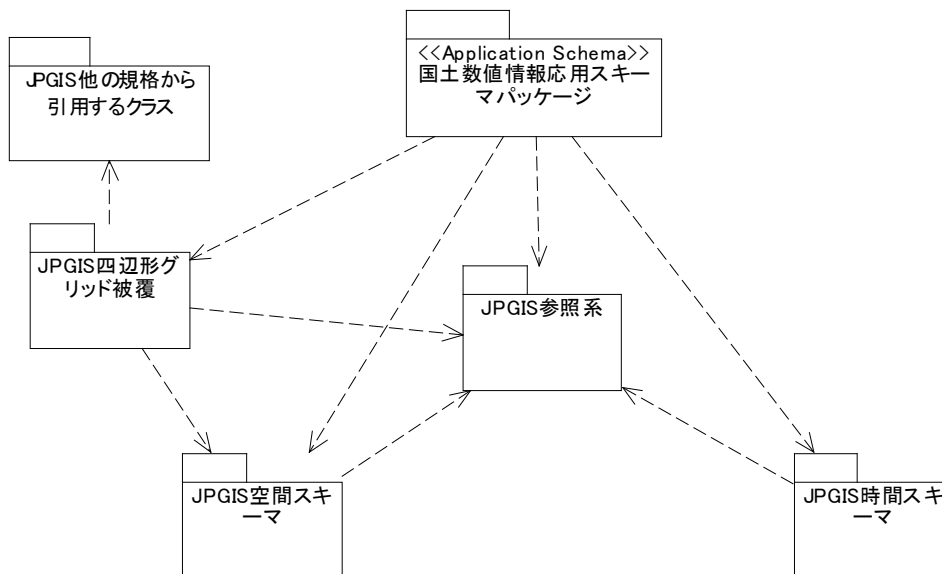 <<Application Schema>>
国土数値情報応用スキー
マパッケージ
JPGIS他の規格から
引用するクラス
JPGIS四辺形グ
リッド被覆
JPGIS参照系
JPGIS空間スキ
ーマ
JPGIS時間スキ
ーマ